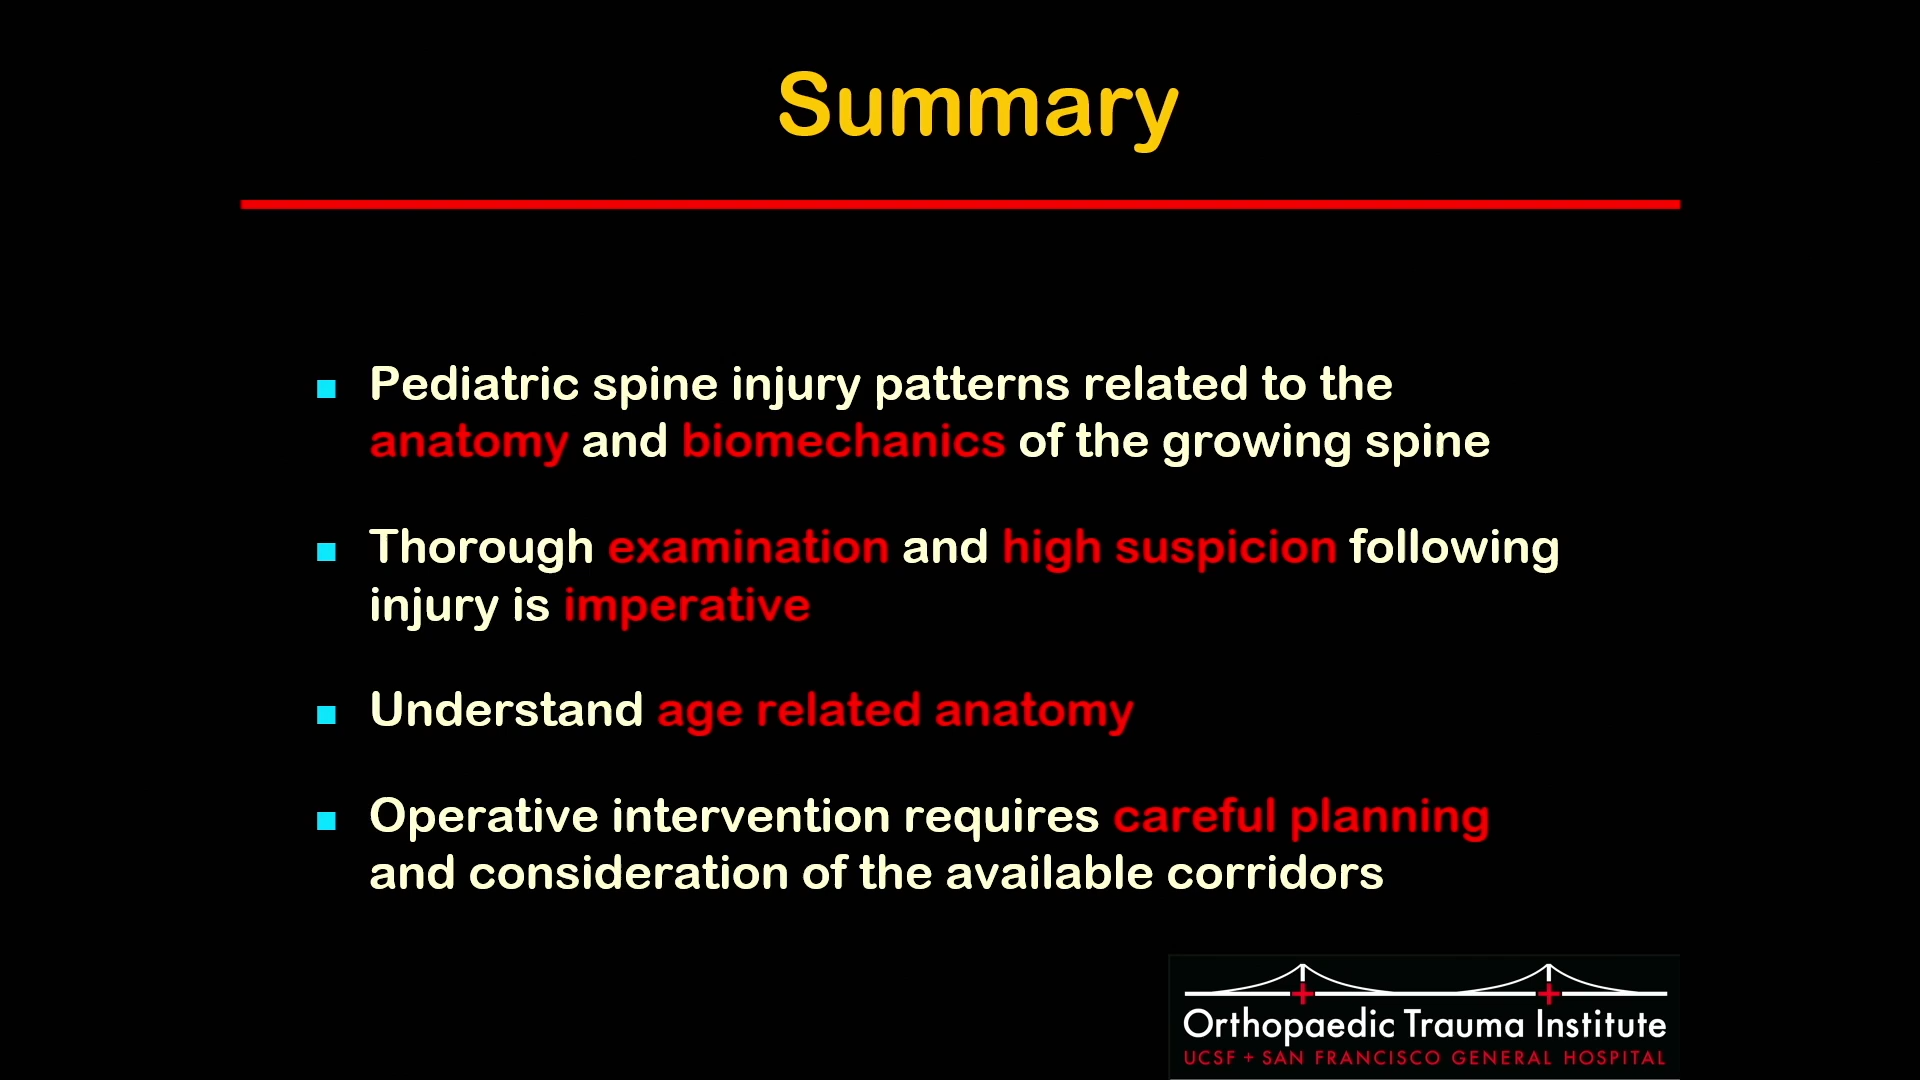 Summary
Pediatric spine injury patterns related to the
anatomy and biomechanics of the growing spine
Thorough examination and high suspicion following
injury is imperative
Understand age related anatomy
Operative intervention requires careful planning
and consideration of the available corridors
Orthopaedic Trauma Institute
UCSF + SAN FRANCISCO GENERAL HOSPITAL